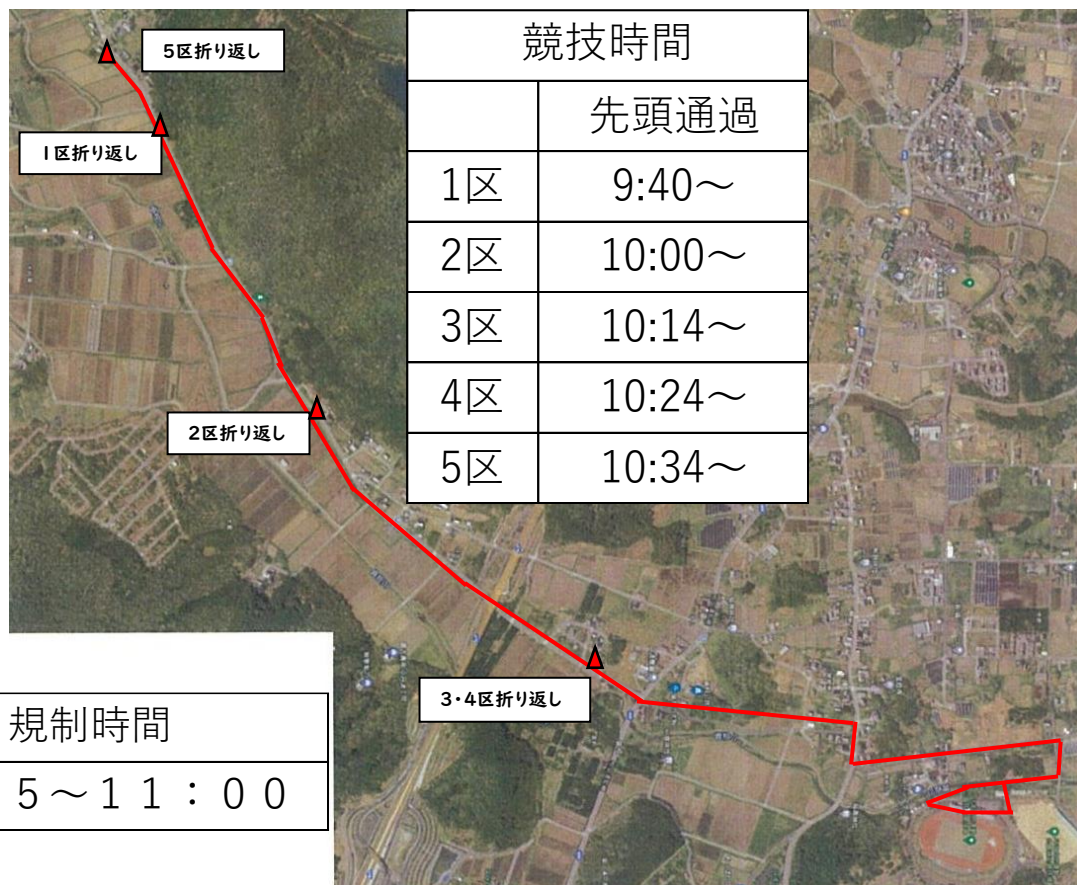 5区折り返し
1区折り返し
2区折り返し
3・4区折り返し
競技時間
先頭通過
1区 9:40～
2区 10:00～
3区 10:14～
4区 10:24～
5区 10:34～
規制時間
5～11：00